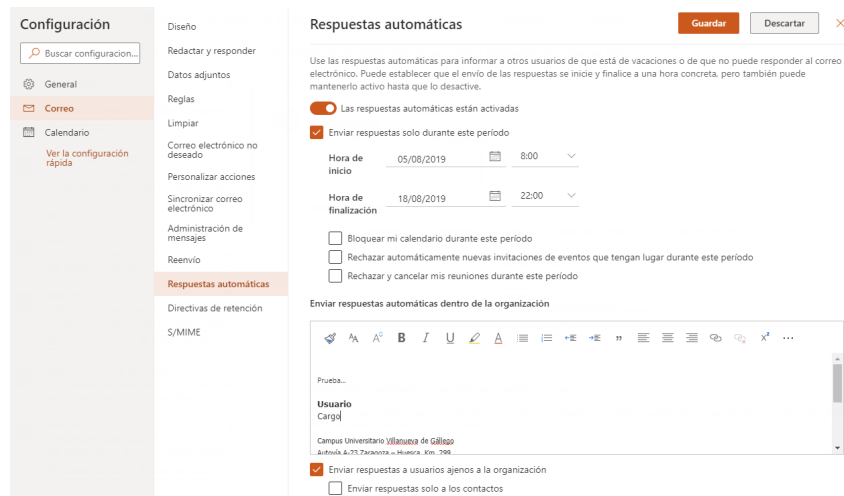 Configuración
Buscar configuracion...
General
Correo
Calendario
Ver la configuración
rápida
Diseño
Redactar y responder
Datos adjuntos
Reglas
Limpiar
Correo electrónico no
deseado
Personalizar acciones
Sincronizar correo
electrónico
Administración de
mensajes
Reenvío
Respuestas automáticas
Directivas de retención
S/MIME
Respuestas automáticas
Guardar
Descartar
Use las respuestas automáticas para informar a otros usuarios de que está de vacaciones o de que no puede responder al correo
electrónico. Puede establecer que el envío de las respuestas se inicie y finalice a una hora concreta, pero también puede
mantenerlo activo hasta que lo desactive.
Las respuestas automáticas están activadas
Enviar respuestas solo durante este período
Hora de
inicio
05/08/2019
8:00
Hora de
finalización
18/08/2019
22:00
Bloquear mi calendario durante este período
Rechazar automáticamente nuevas invitaciones de eventos que tengan lugar durante este período
Rechazar y cancelar mis reuniones durante este período
Enviar respuestas automáticas dentro de la organización
Prueba...
Usuario
Cargo
Campus Universitario Villanueva de Gállego
Autovía A-23 Zaragoza – Huesca. Km. 299
Enviar respuestas a usuarios ajenos a la organización
Enviar respuestas solo a los contactos